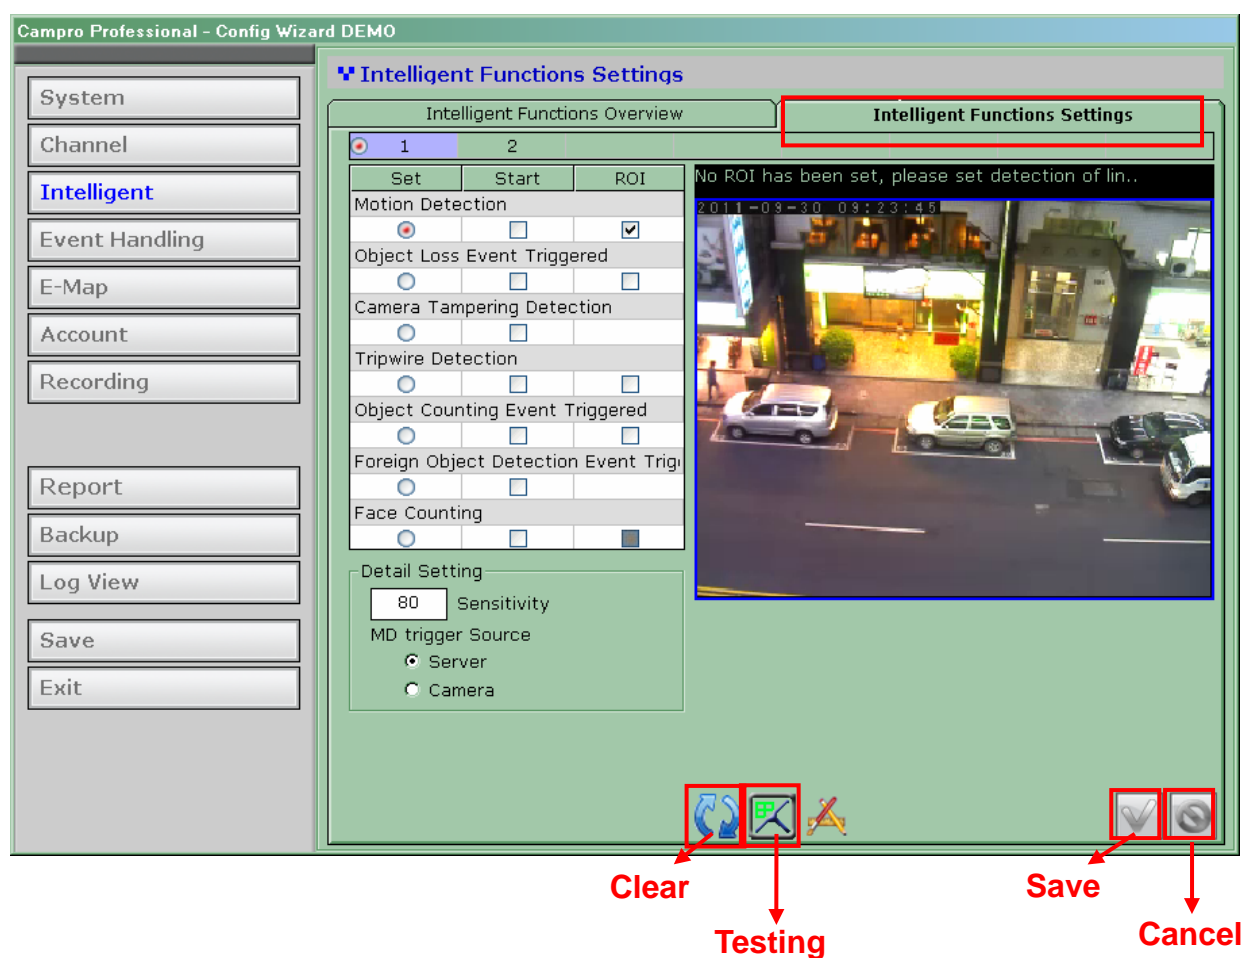 Campro Professional - Config Wizard DEMO
System
Channel
Intelligent
Event Handling
E-Map
Account
Recording
Report
Backup
Log View
Save
Exit
Intelligent Functions Settings
Intelligent Functions Overview
Intelligent Functions Settings
1 2
Set Start ROI
Motion Detection
Object Loss Event Triggered
Camera Tampering Detection
Tripwire Detection
Object Counting Event Triggered
Foreign Object Detection Event Trig
Face Counting
Detail Setting
80 Sensitivity
MD trigger Source
Server
Camera
No ROI has been set, please set detection of lin..
2011-09-30 09:23:45
Clear
Testing
Save
Cancel